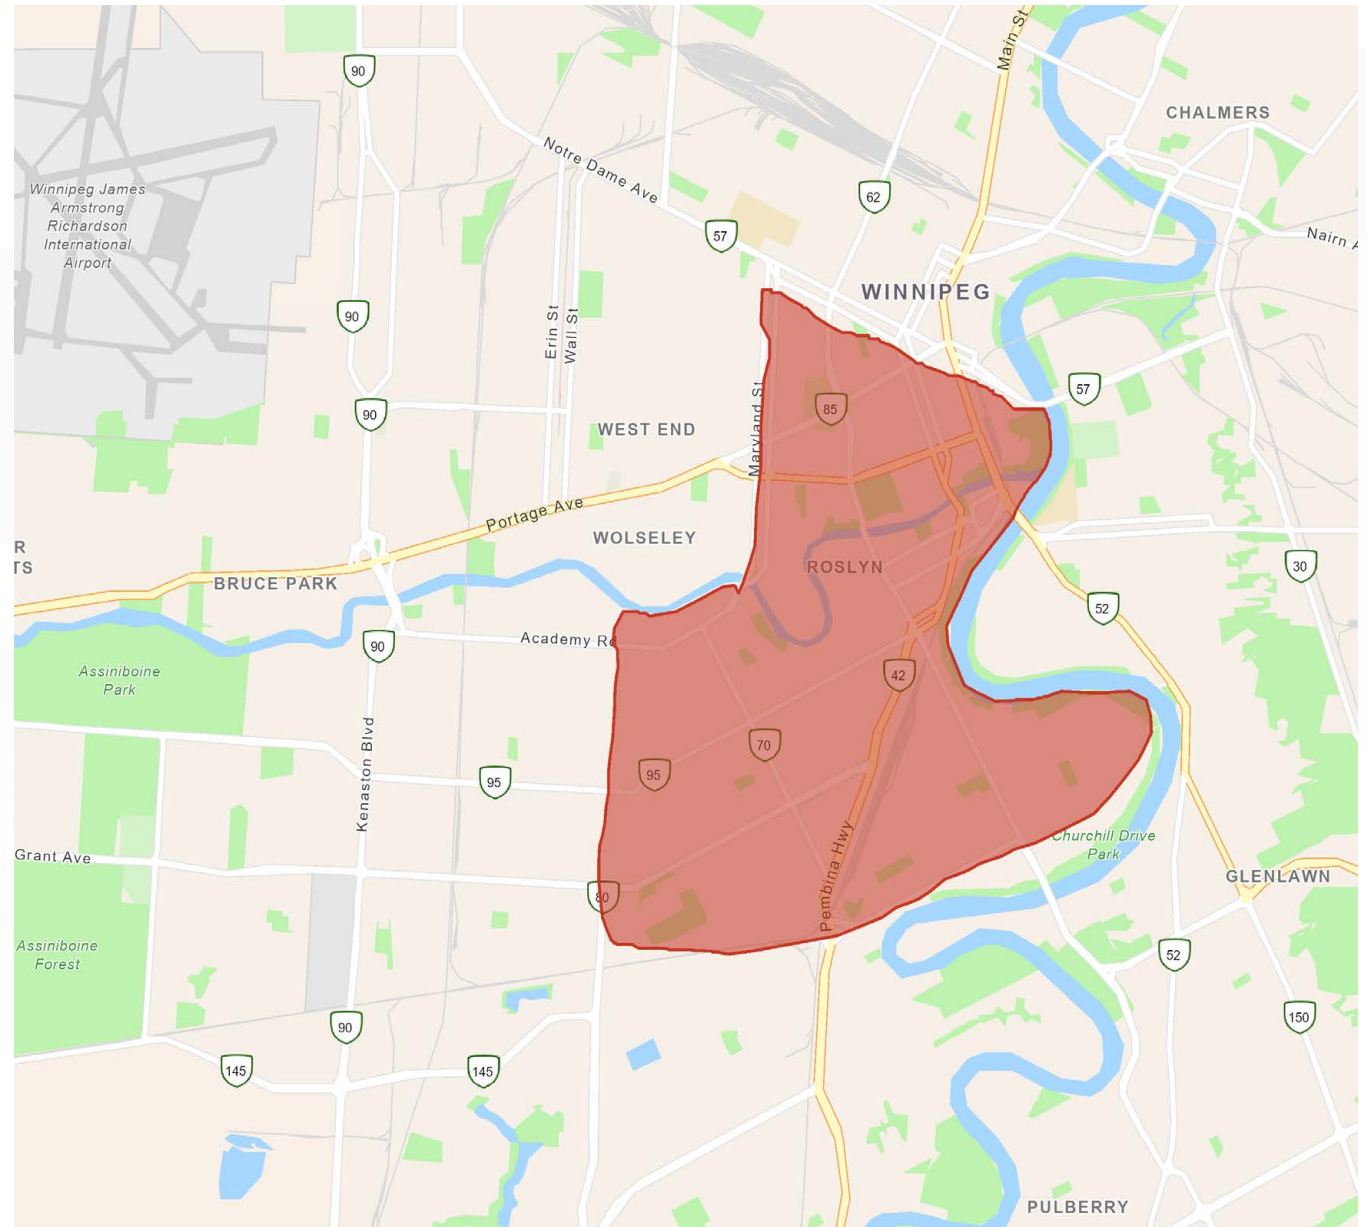 Main St
90
CHALMERS
Notre Dame Ave
Winnipeg James
Armstrong
Richardson
International
Airport
62
57
Nairn A
WINNIPEG
90
Erin St
Wall St
57
90
Maryland St
85
WEST END
Portage Ave
WOLSELEY
R
TS
BRUCE PARK
ROSLYN
30
52
Academy Rd
90
Assiniboine
Park
42
Kenaston Blvd
70
95
95
Churchill Drive
Park
Pembina Hwy
Grant Ave
GLENLAWN
80
Assiniboine
Forest
52
90
150
145
145
PULBERRY